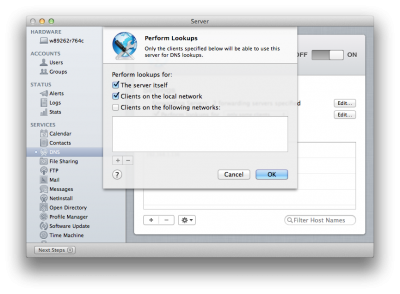 Server
HARDWARE
w89262r764c
ACCOUNTS
Users
Groups
STATUS
Alerts
Logs
Stats
SERVICES
Calendar
Contacts
DNS
File Sharing
FTP
Mail
Messages
NetInstall
Open Directory
Profile Manager
Software Update
Time Machine
Next Steps
Perform Lookups
Only the clients specified below will be able to use this
server for DNS lookups.
Perform lookups for:
The server itself
Clients on the local network
Clients on the following networks:
+ −
?
Cancel
OK
OFF
ON
Edit...
Edit...
+ −
Filter Host Names